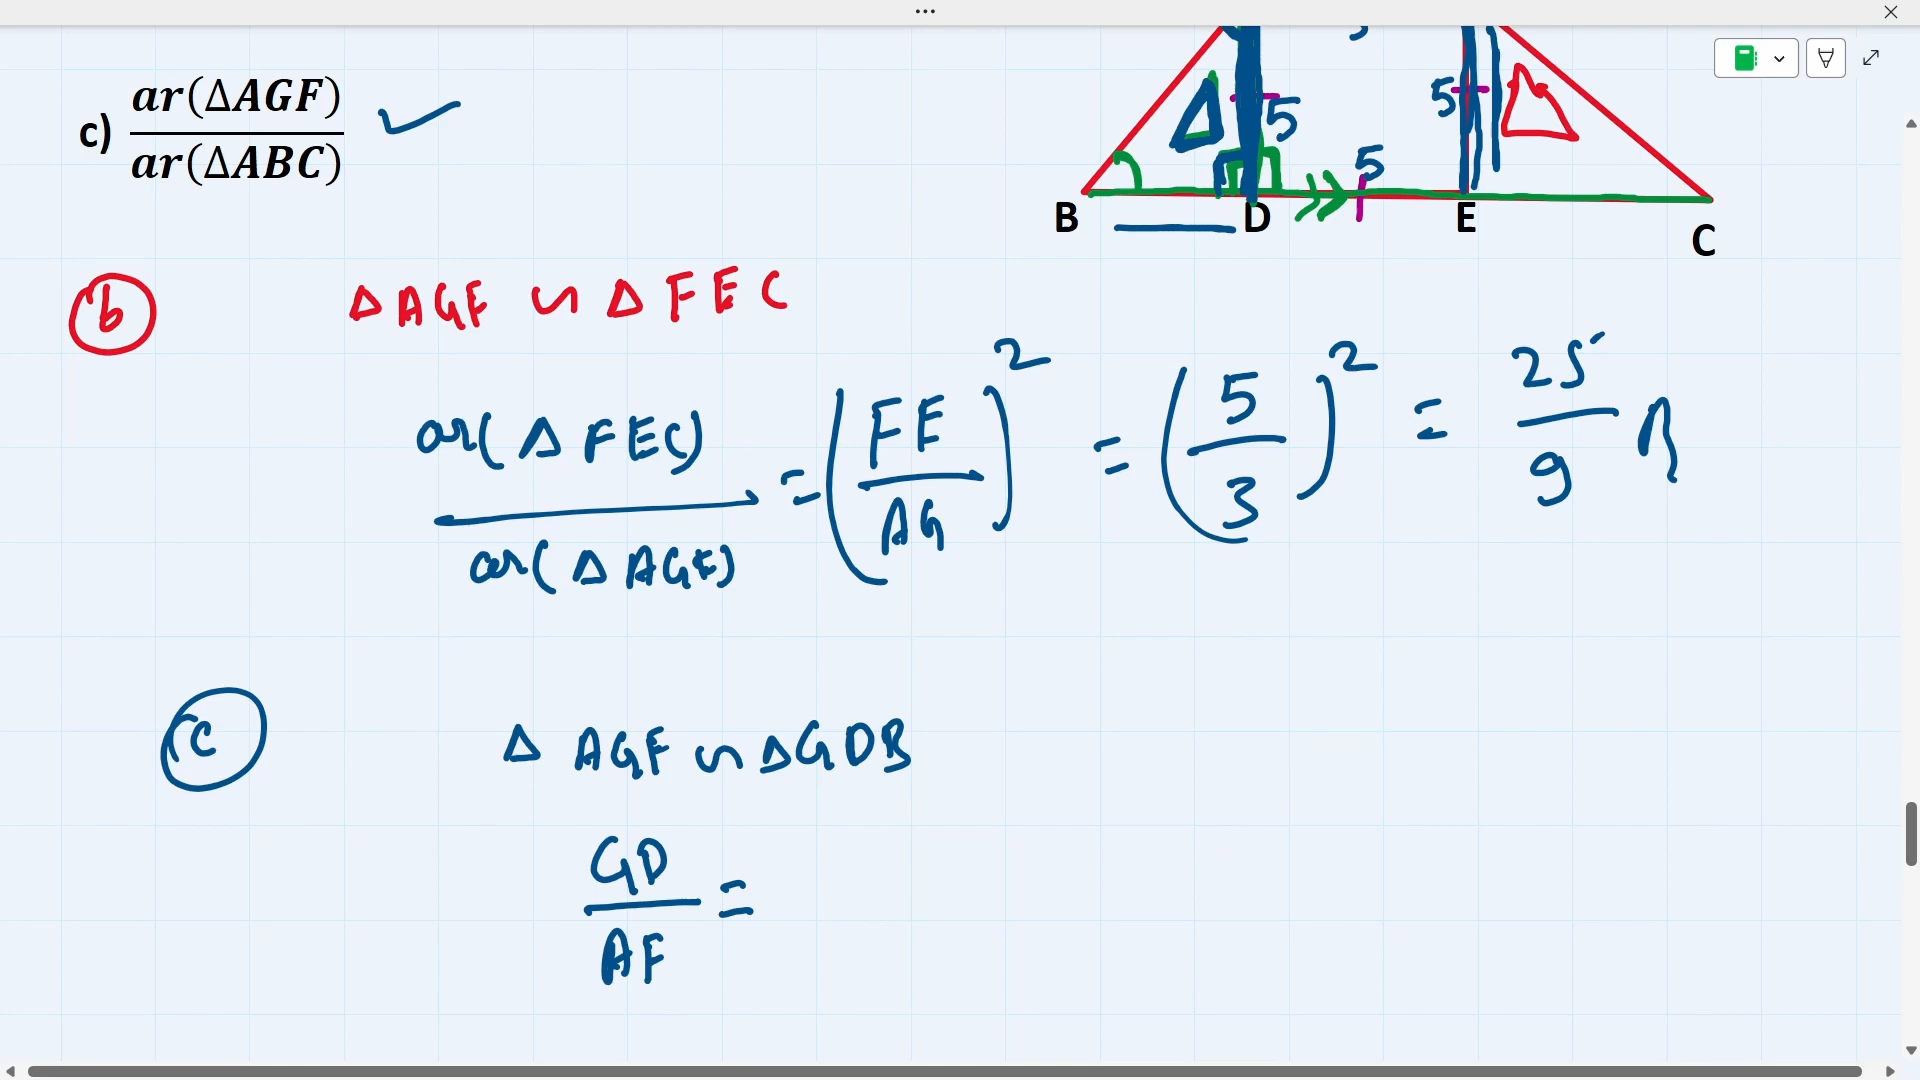 5
c) ar(ΔAGF) / ar(ΔABC)
5
5
5
B D E C
b ΔAGF ∽ ΔFEC
ar(ΔFEC) / ar(ΔAGF) = (FE / AG)² = (5 / 3)² = 25 / 9
c Δ AGF ∽ ΔGDB
GD / AF =